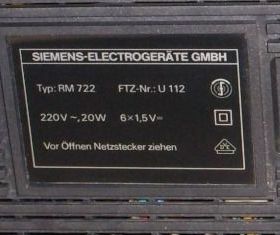 SIEMENS-ELECTROGERÄTE GMBH
Typ: RM 722 FTZ-Nr.: U 112
220V ~, 20W 6×1,5V⎓
Vor Öffnen Netzstecker ziehen